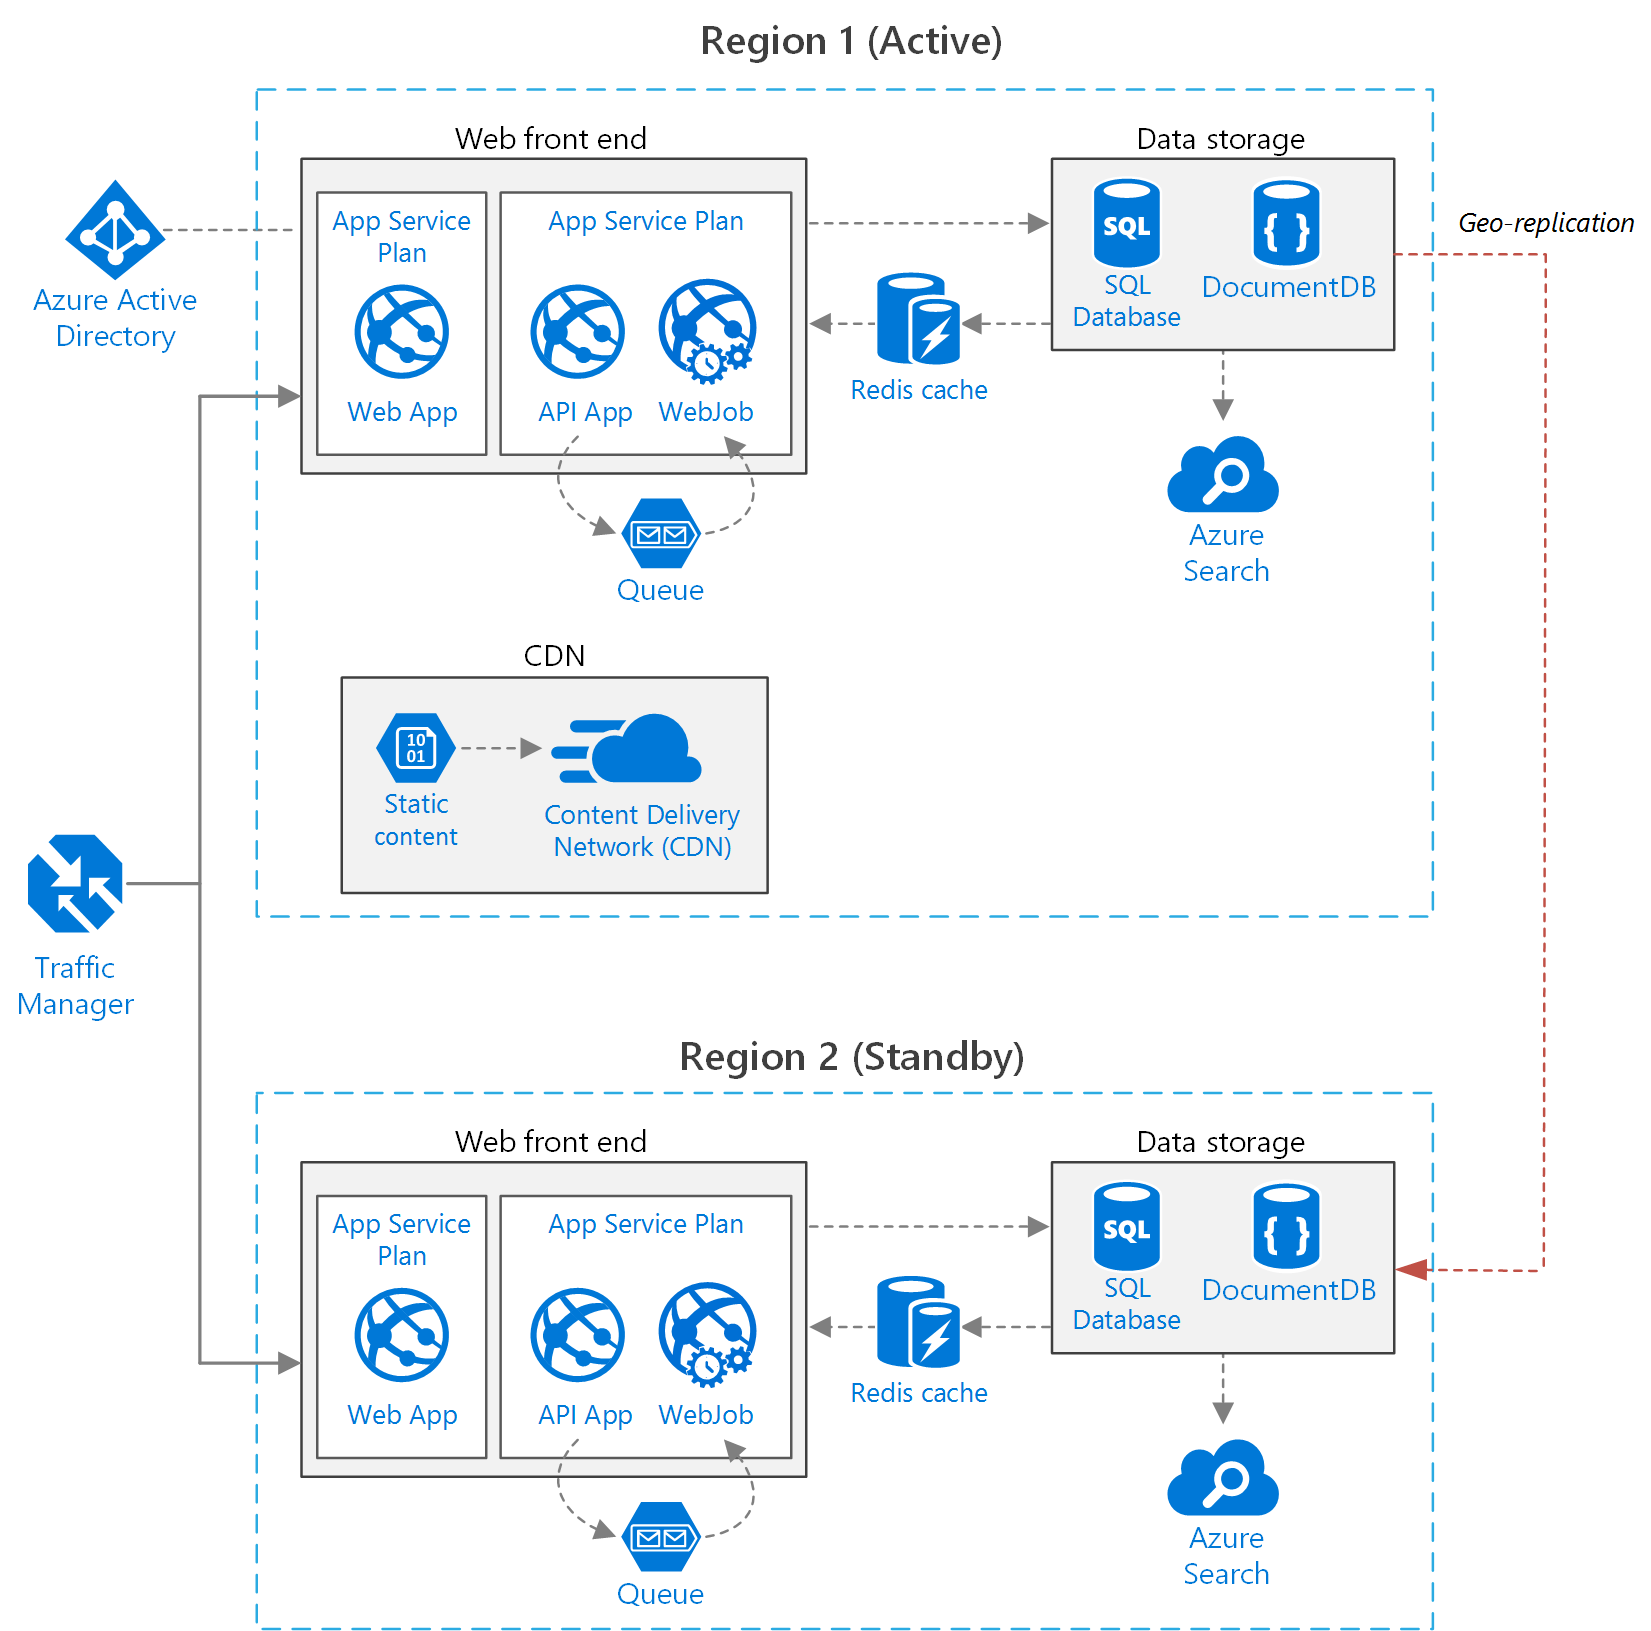 Region 1 (Active)
Web front end
Data storage
App Service
Plan
App Service Plan
SQL
{ }
Geo-replication
SQL
Database
DocumentDB
Azure Active
Directory
Web App
API App
WebJob
Redis cache
Queue
Azure
Search
CDN
10
01
Static
content
Content Delivery
Network (CDN)
Traffic
Manager
Region 2 (Standby)
Web front end
Data storage
App Service
Plan
App Service Plan
SQL
{ }
SQL
Database
DocumentDB
Web App
API App
WebJob
Redis cache
Queue
Azure
Search